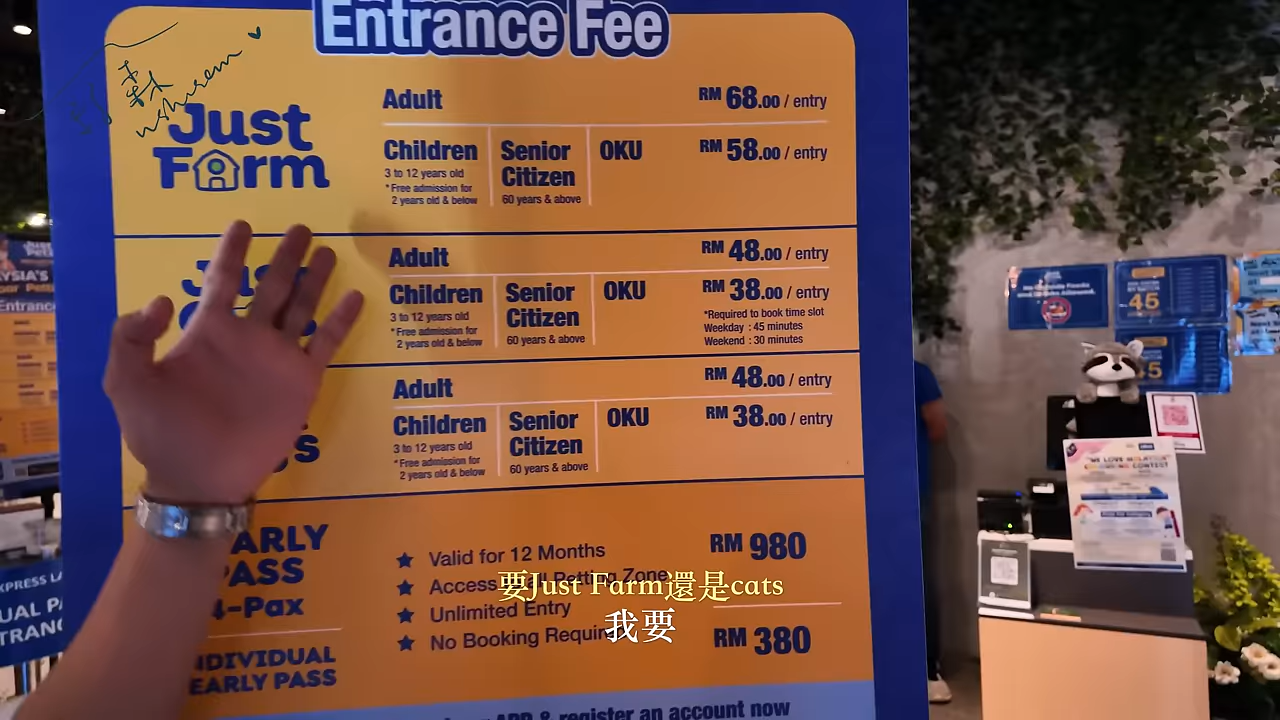 Entrance Fee
Just Farm
Adult
RM 68.00 / entry
Children
3 to 12 years old
*Free admission for
2 years old & below
Senior
Citizen
60 years & above
OKU
RM 58.00 / entry
Adult
RM 48.00 / entry
Children
3 to 12 years old
*Free admission for
2 years old & below
Senior
Citizen
60 years & above
OKU
RM 38.00 / entry
*Required to book time slot
Weekday : 45 minutes
Weekend : 30 minutes
Adult
RM 48.00 / entry
Children
3 to 12 years old
*Free admission for
2 years old & below
Senior
Citizen
60 years & above
OKU
RM 38.00 / entry
EARLY
PASS
4-Pax
INDIVIDUAL
EARLY PASS
★ Valid for 12 Months
★ Access all Petting Zone
★ Unlimited Entry
★ No Booking Requir
RM 980
RM 380
& register an account now
要Just Farm還是cats
我要
45